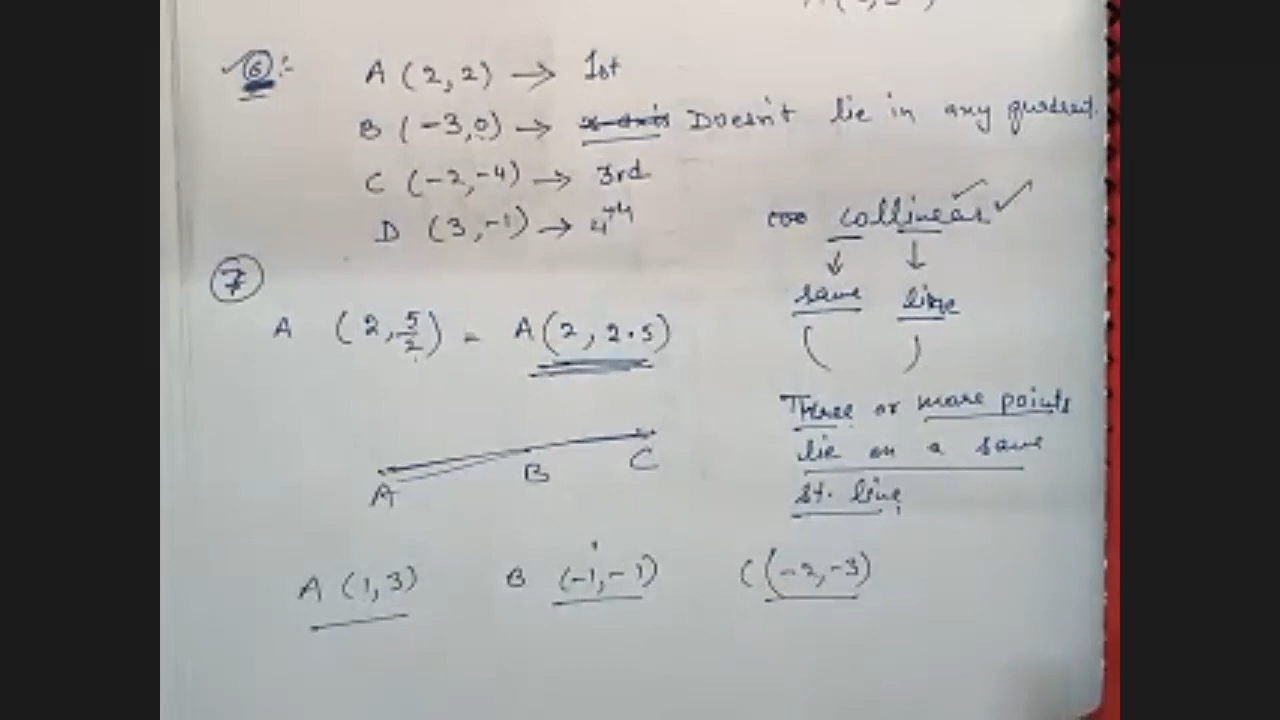 6:- A (2, 2) → 1st
B (-3,0) → x-axis Doesn't lie in any quadrant.
C (-2,-4) → 3rd
D (3,-1) → 4th
collinear
same line
( )
Three or more points
lie on a same
st. line
7
A (2, 5/2) = A(2, 2.5)
A B C
A (1,3) B (-1,-1) C (-2,-3)